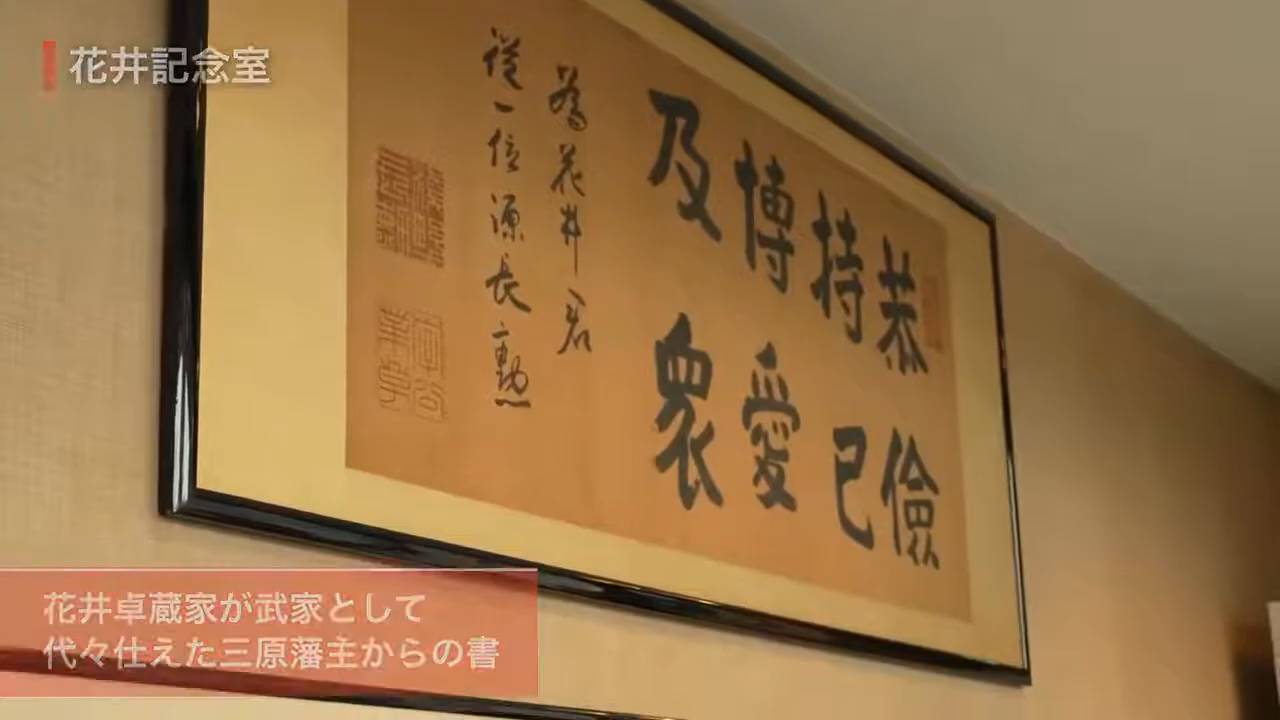 花井記念室
恭儉
持己
博愛
及衆
為花井君
從一位源長勲
花井卓蔵家が武家として
代々仕えた三原藩主からの書